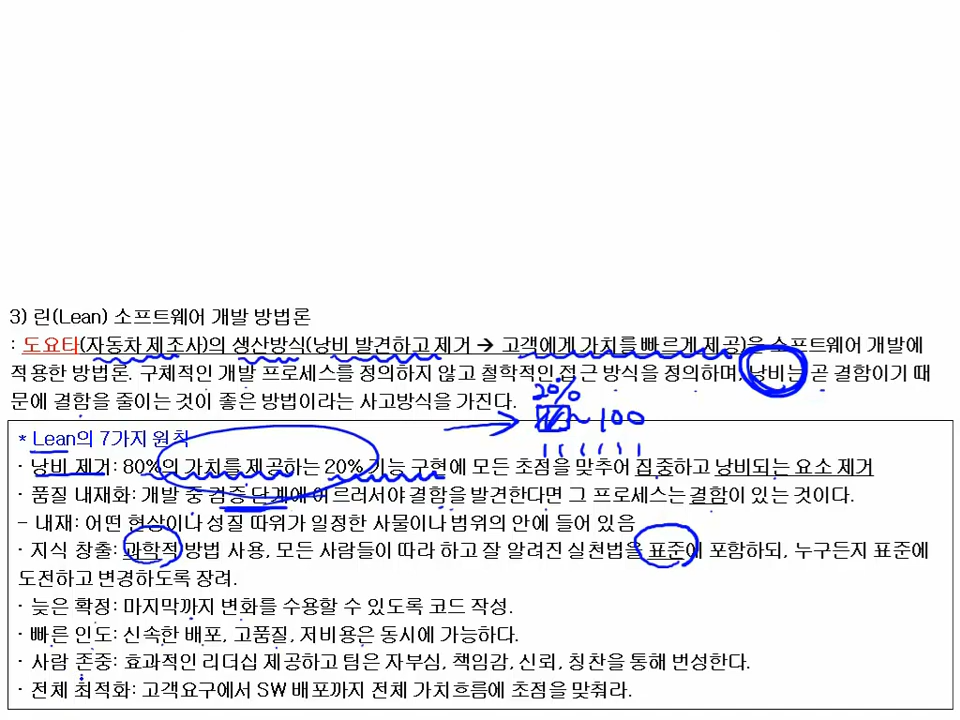 3) 린(Lean) 소프트웨어 개발 방법론
: 도요타(자동차 제조사)의 생산방식(낭비 발견하고 제거 → 고객에게 가치를 빠르게 제공)을 소프트웨어 개발에
적용한 방법론. 구체적인 개발 프로세스를 정의하지 않고 철학적인 접근 방식을 정의하며, 낭비는 곧 결함이기 때
문에 결함을 줄이는 것이 좋은 방법이라는 사고방식을 가진다.
20%
~100
* Lean의 7가지 원칙
· 낭비 제거: 80%의 가치를 제공하는 20% 기능 구현에 모든 초점을 맞추어 집중하고 낭비되는 요소 제거
· 품질 내재화: 개발 중 검증 단계에 이르러서야 결함을 발견한다면 그 프로세스는 결함이 있는 것이다.
- 내재: 어떤 현상이나 성질 따위가 일정한 사물이나 범위의 안에 들어 있음
· 지식 창출: 과학적 방법 사용, 모든 사람들이 따라 하고 잘 알려진 실천법을 표준에 포함하되, 누구든지 표준에
도전하고 변경하도록 장려.
· 늦은 확정: 마지막까지 변화를 수용할 수 있도록 코드 작성.
· 빠른 인도: 신속한 배포, 고품질, 저비용은 동시에 가능하다.
· 사람 존중: 효과적인 리더십 제공하고 팀은 자부심, 책임감, 신뢰, 칭찬을 통해 번성한다.
· 전체 최적화: 고객요구에서 SW 배포까지 전체 가치흐름에 초점을 맞춰라.